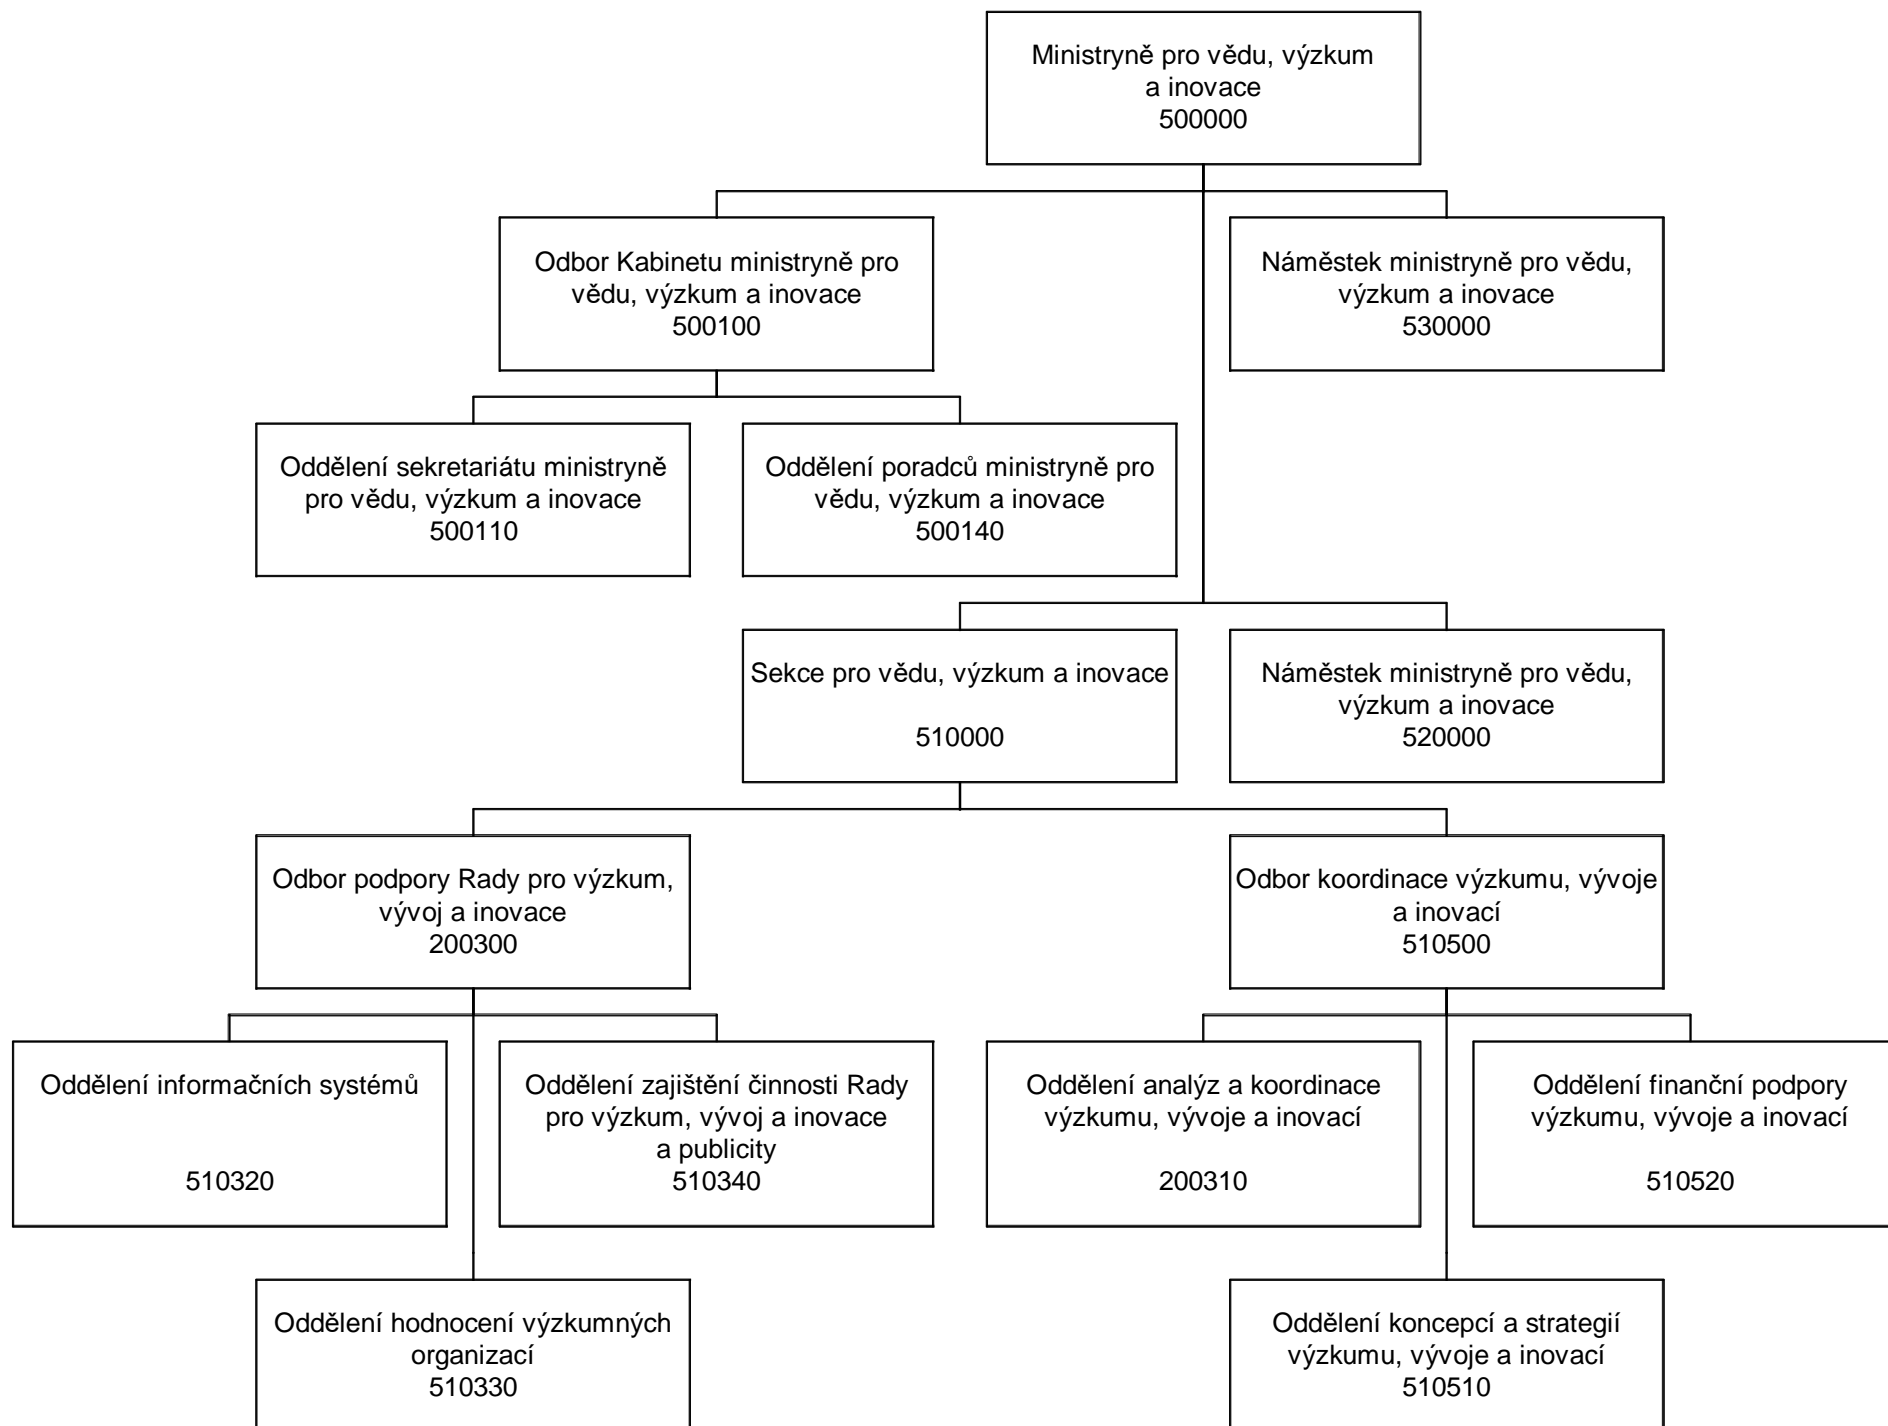 Ministryně pro vědu, výzkum
a inovace
500000
Odbor Kabinetu ministryně pro
vědu, výzkum a inovace
500100
Náměstek ministryně pro vědu,
výzkum a inovace
530000
Oddělení sekretariátu ministryně
pro vědu, výzkum a inovace
500110
Oddělení poradců ministryně pro
vědu, výzkum a inovace
500140
Sekce pro vědu, výzkum a inovace
510000
Náměstek ministryně pro vědu,
výzkum a inovace
520000
Odbor podpory Rady pro výzkum,
vývoj a inovace
200300
Odbor koordinace výzkumu, vývoje
a inovací
510500
Oddělení informačních systémů
510320
Oddělení zajištění činnosti Rady
pro výzkum, vývoj a inovace
a publicity
510340
Oddělení analýz a koordinace
výzkumu, vývoje a inovací
200310
Oddělení finanční podpory
výzkumu, vývoje a inovací
510520
Oddělení hodnocení výzkumných
organizací
510330
Oddělení koncepcí a strategií
výzkumu, vývoje a inovací
510510